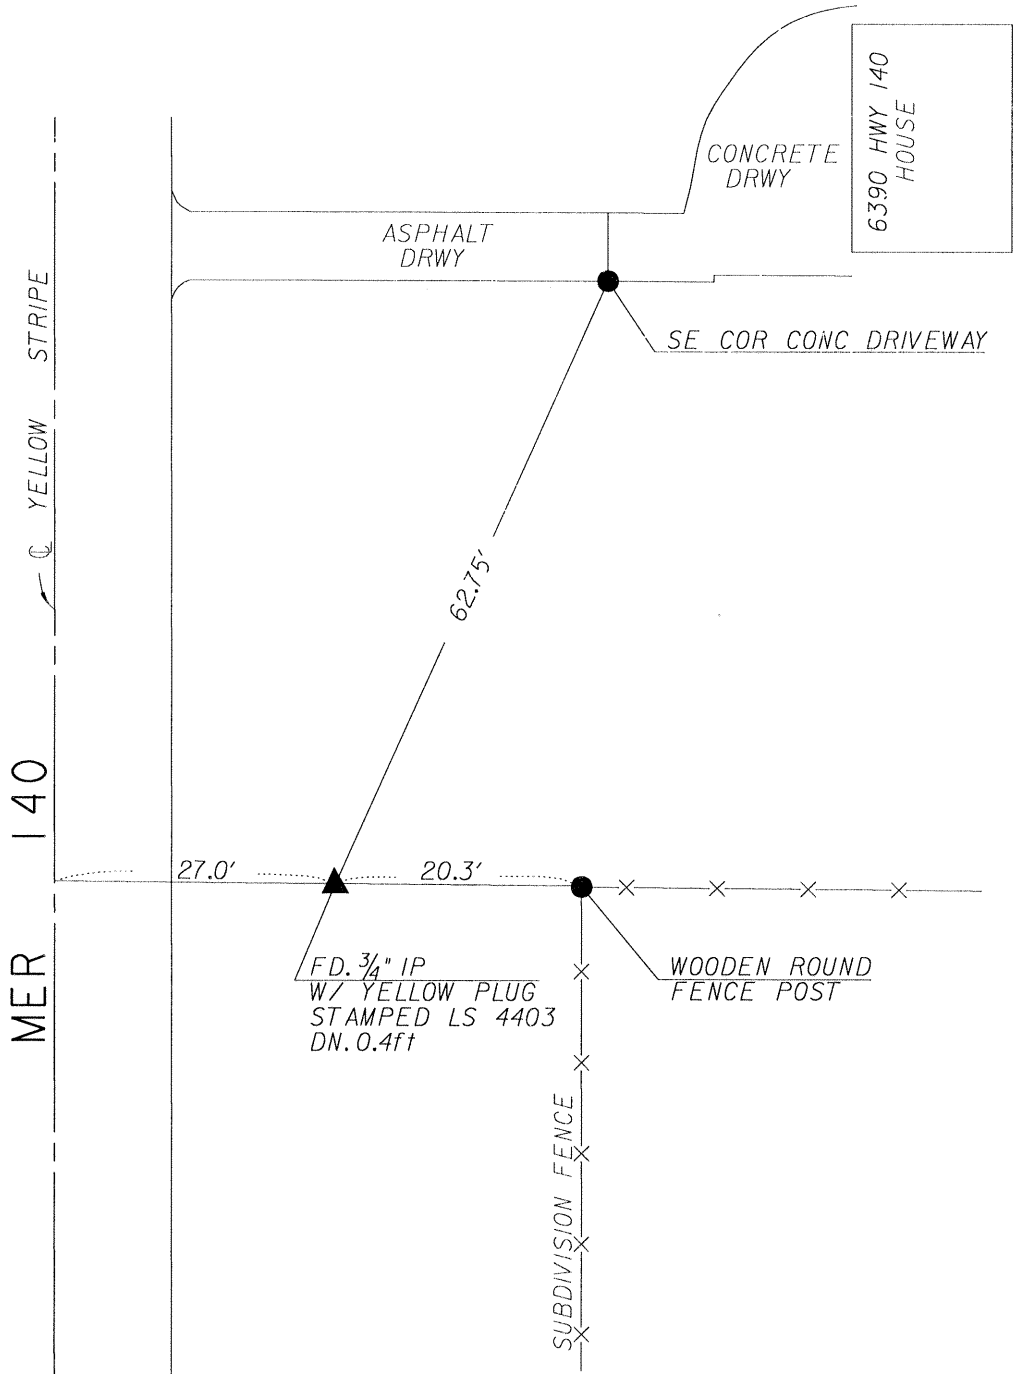 6390 HWY 140
HOUSE
CONCRETE
DRWY
ASPHALT
DRWY
SE COR CONC DRIVEWAY
℄ YELLOW STRIPE
62.75'
MER 140
27.0'
20.3'
FD. 3/4" IP
W/ YELLOW PLUG
STAMPED LS 4403
DN. 0.4ft
WOODEN ROUND
FENCE POST
SUBDIVISION FENCE